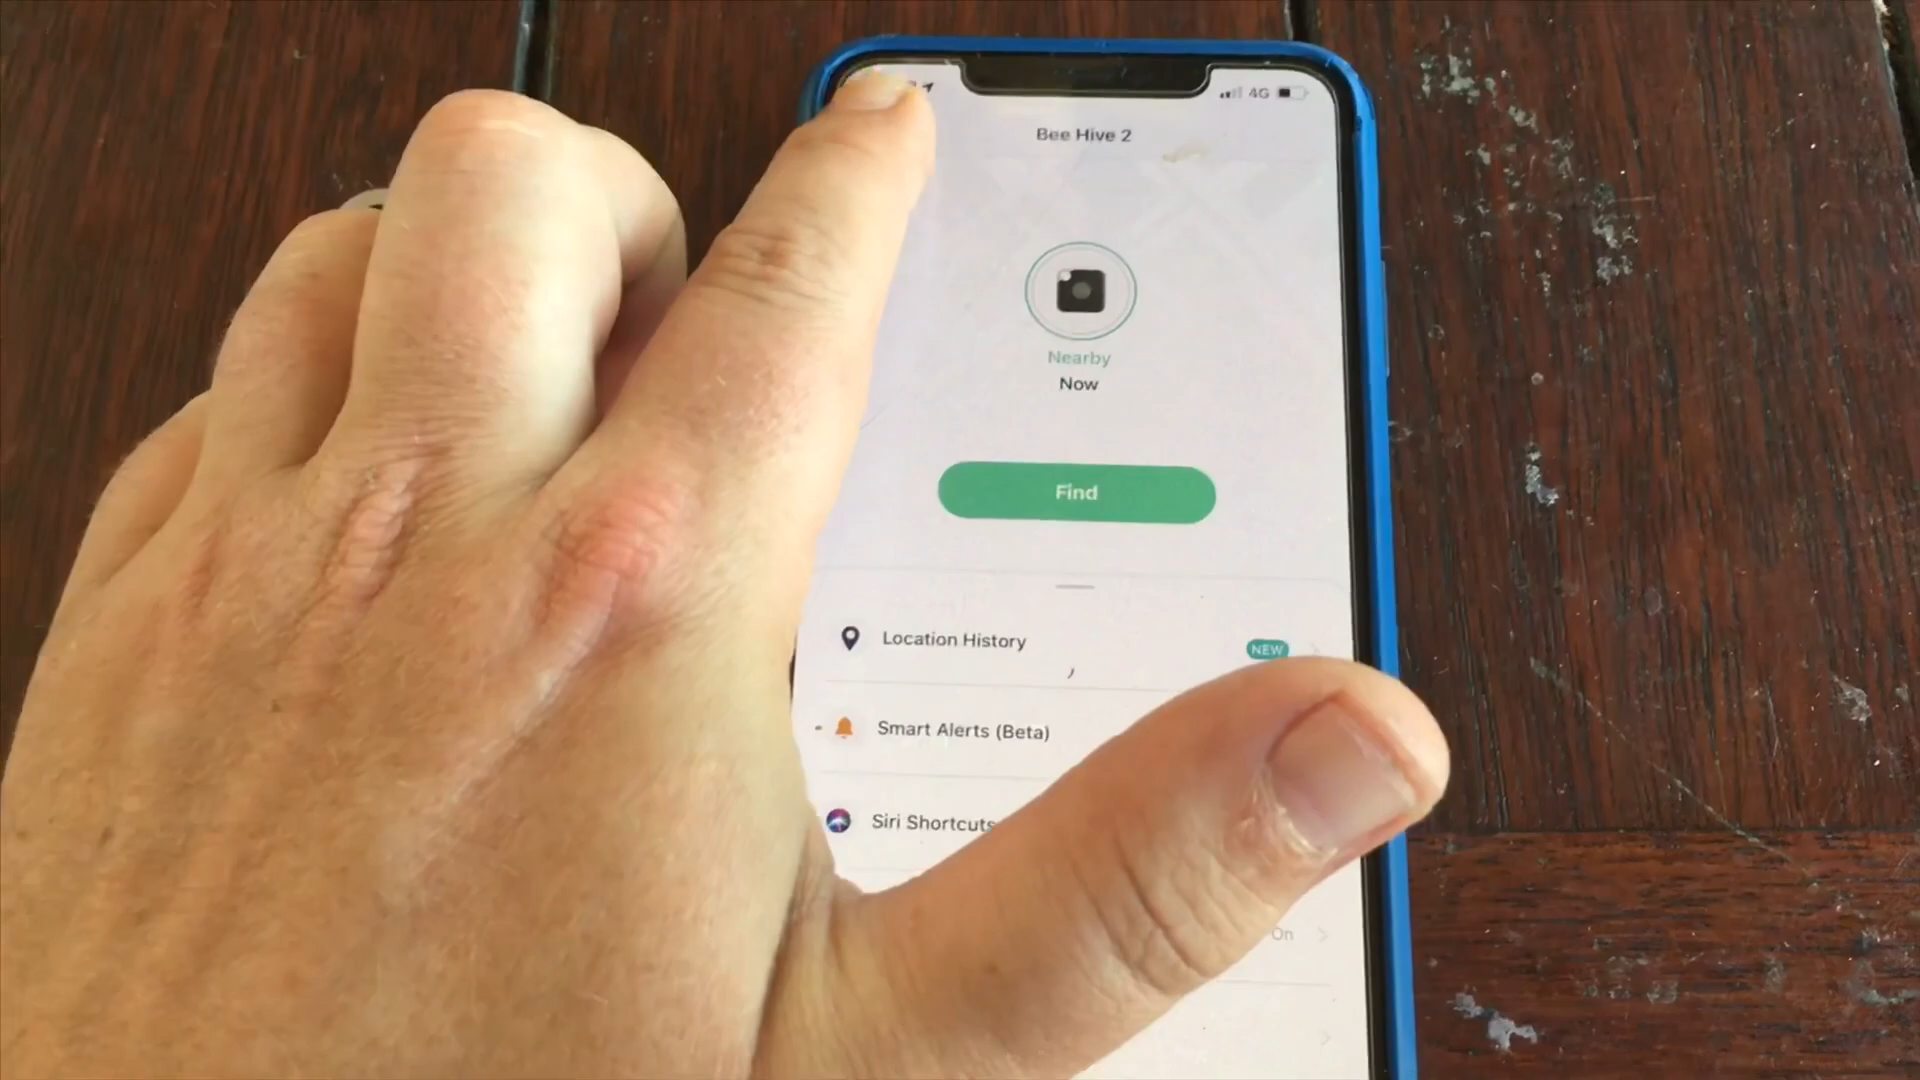 4G
Bee Hive 2
Nearby
Now
Find
Location History
NEW
Smart Alerts (Beta)
Siri Shortcuts
On